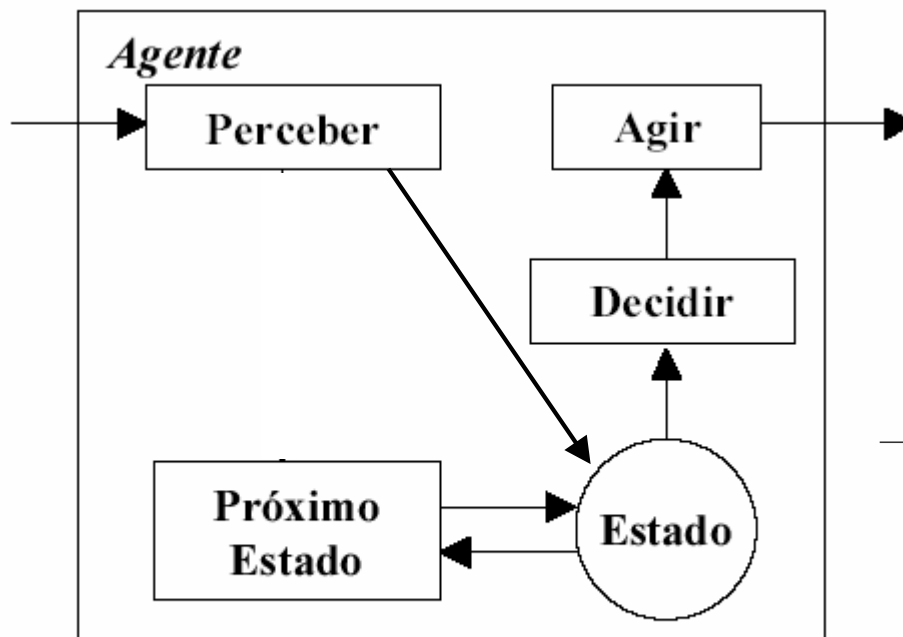 Agente
Perceber
Agir
Decidir
Próximo
Estado
Estado